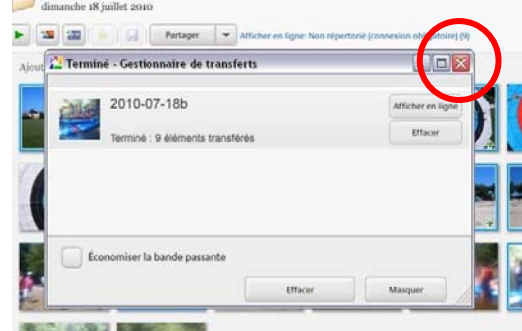 dimanche 18 juillet 2010
Partager
Afficher en ligne: Non répertorié (connexion obligatoire) (9)
Ajout
Terminé - Gestionnaire de transferts
2010-07-18b
Afficher en ligne
Terminé : 9 éléments transférés
Effacer
Économiser la bande passante
Effacer
Masquer